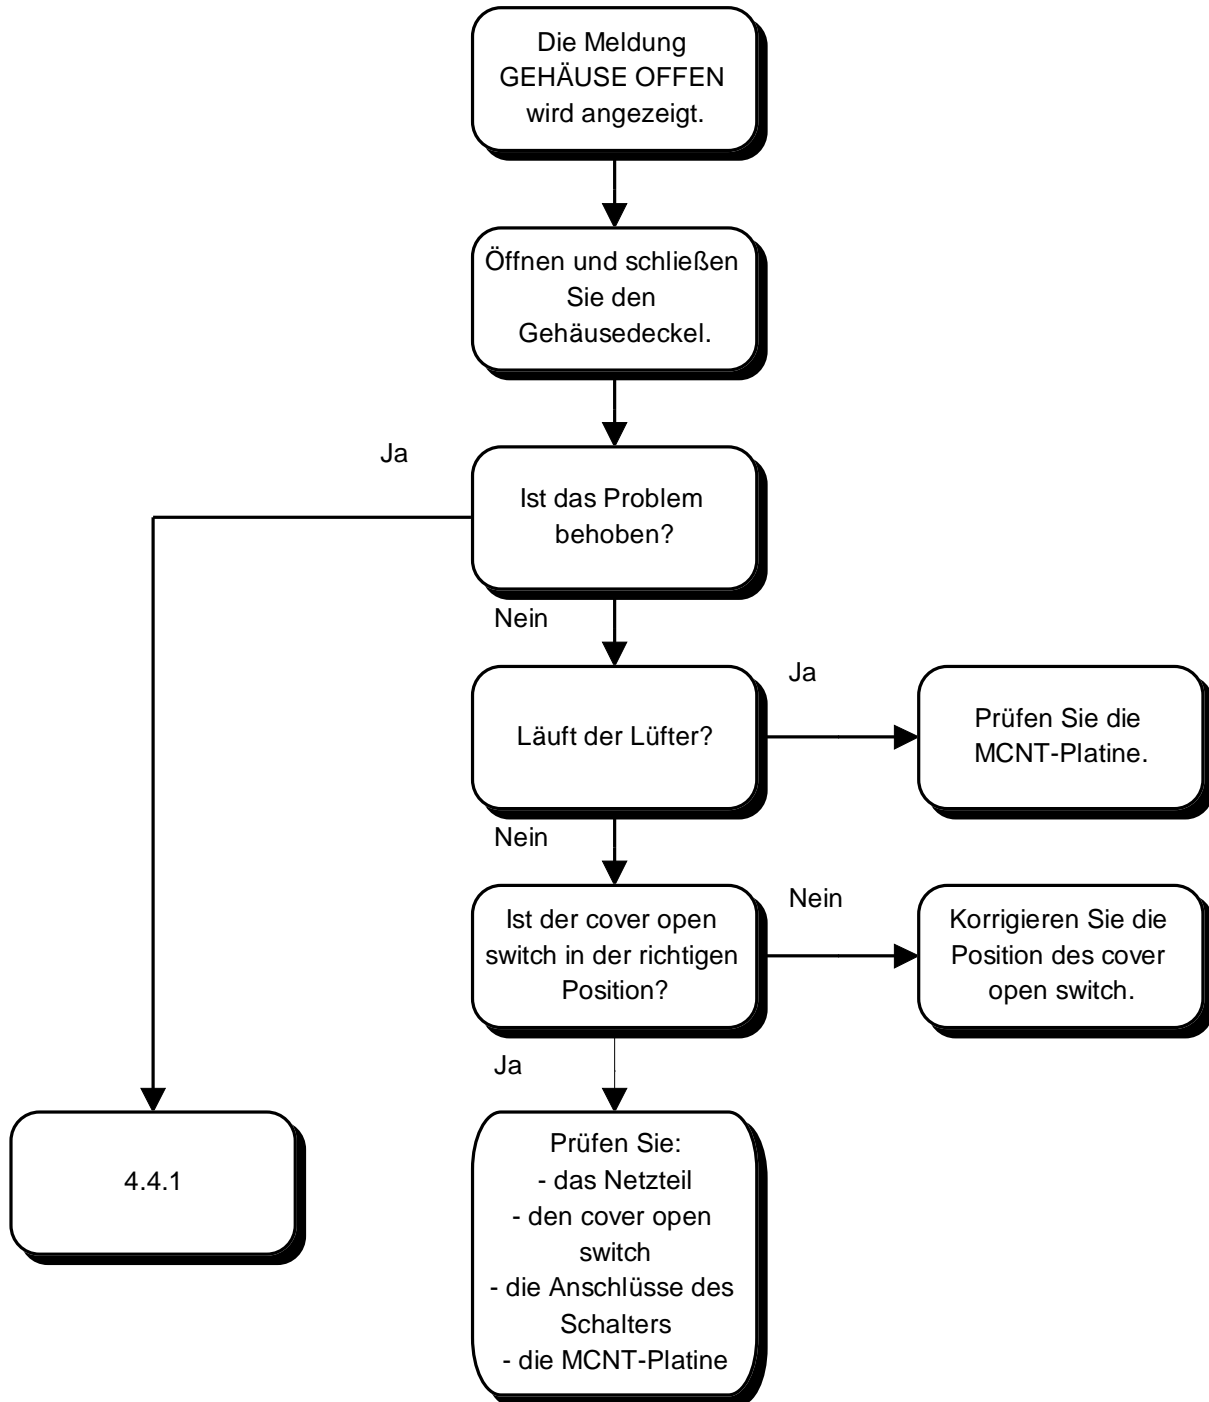 Die Meldung
GEHÄUSE OFFEN
wird angezeigt.
Öffnen und schließen
Sie den
Gehäusedeckel.
Ja
Ist das Problem
behoben?
Nein
Läuft der Lüfter?
Ja
Prüfen Sie die
MCNT-Platine.
Nein
Ist der cover open
switch in der richtigen
Position?
Nein
Korrigieren Sie die
Position des cover
open switch.
Ja
4.4.1
Prüfen Sie:
- das Netzteil
- den cover open
switch
- die Anschlüsse des
Schalters
- die MCNT-Platine